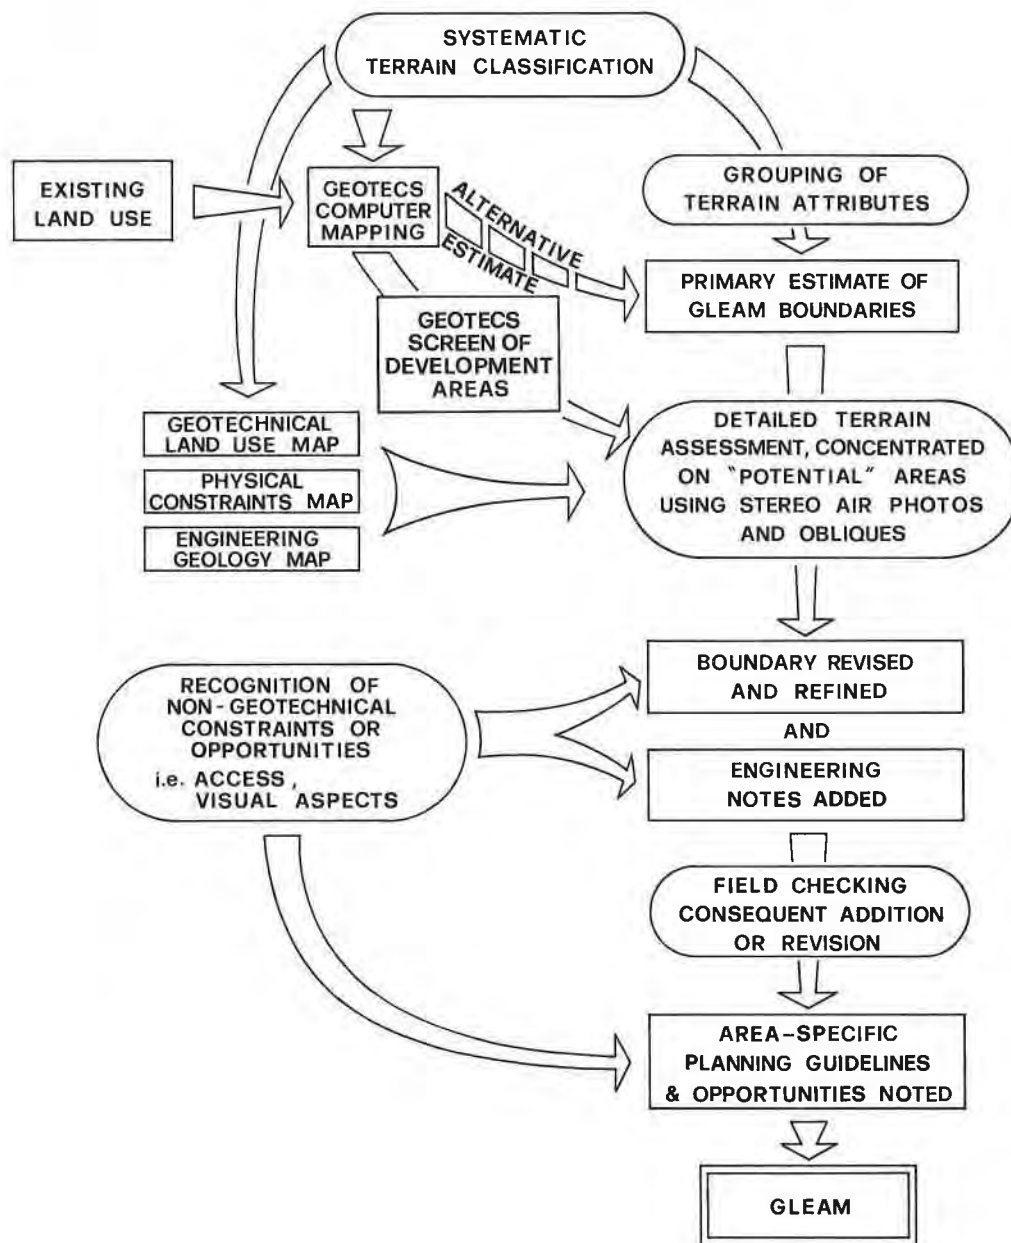 SYSTEMATIC
TERRAIN CLASSIFICATION
EXISTING
LAND USE
GEOTECS
COMPUTER
MAPPING
ALTERNATIVE
ESTIMATE
GROUPING OF
TERRAIN ATTRIBUTES
PRIMARY ESTIMATE OF
GLEAM BOUNDARIES
GEOTECS
SCREEN OF
DEVELOPMENT
AREAS
GEOTECHNICAL
LAND USE MAP
PHYSICAL
CONSTRAINTS MAP
ENGINEERING
GEOLOGY MAP
DETAILED TERRAIN
ASSESSMENT, CONCENTRATED
ON "POTENTIAL" AREAS
USING STEREO AIR PHOTOS
AND OBLIQUES
RECOGNITION OF
NON-GEOTECHNICAL
CONSTRAINTS OR
OPPORTUNITIES
i.e. ACCESS,
VISUAL ASPECTS
BOUNDARY REVISED
AND REFINED
AND
ENGINEERING
NOTES ADDED
FIELD CHECKING
CONSEQUENT ADDITION
OR REVISION
AREA-SPECIFIC
PLANNING GUIDELINES
& OPPORTUNITIES NOTED
GLEAM